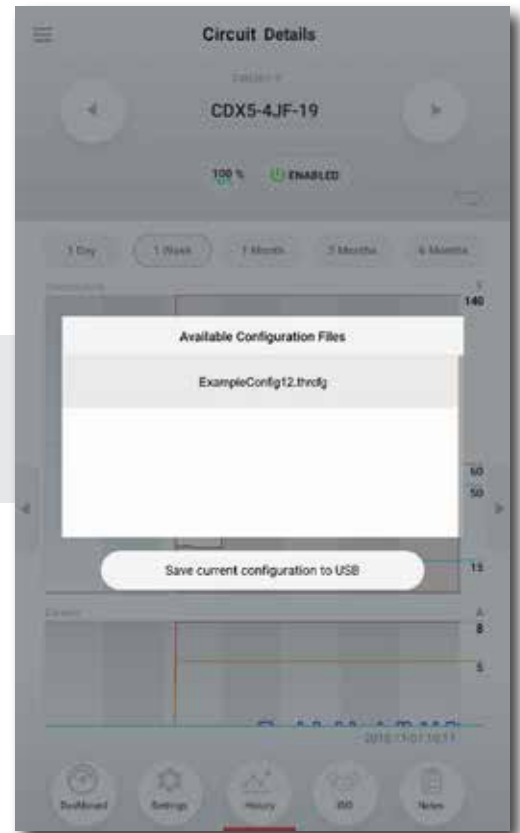 Circuit Details
CDX5-4JF-19
100 % ENABLED
1 Day 1 Week 1 Month 3 Months 6 Months
F
140
Available Configuration Files
ExampleConfig12.thrcfg
60
50
Save current configuration to USB
15
A
8
5
Dashboard Settings History ISO Notes